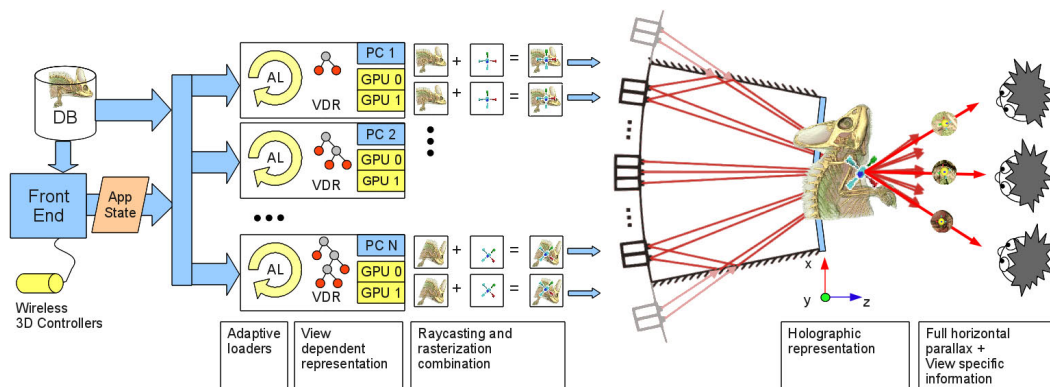 DB
Front
End
App
State
Wireless
3D Controllers
AL
VDR
PC 1
GPU 0
GPU 1
+
=
+
=
AL
VDR
PC 2
GPU 0
GPU 1
AL
VDR
PC N
GPU 0
GPU 1
+
=
+
=
x
y
z
Adaptive
loaders
View
dependent
representation
Raycasting and
rasterization
combination
Holographic
representation
Full horizontal
parallax +
View specific
information